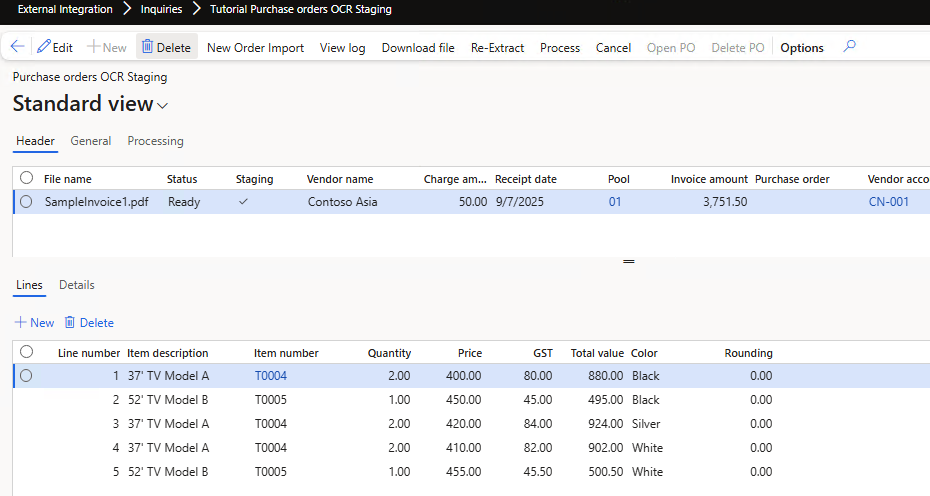 External Integration > Inquiries > Tutorial Purchase orders OCR Staging
Edit New Delete New Order Import View log Download file Re-Extract Process Cancel Open PO Delete PO Options
Purchase orders OCR Staging
Standard view
Header General Processing
File name Status Staging Vendor name Charge am... Receipt date Pool Invoice amount Purchase order Vendor acco
SampleInvoice1.pdf Ready Contoso Asia 50.00 9/7/2025 01 3,751.50 CN-001
Lines Details
New Delete
Line number Item description Item number Quantity Price GST Total value Color Rounding
1 37' TV Model A T0004 2.00 400.00 80.00 880.00 Black 0.00
2 52' TV Model B T0005 1.00 450.00 45.00 495.00 Black 0.00
3 37' TV Model A T0004 2.00 420.00 84.00 924.00 Silver 0.00
4 37' TV Model A T0004 2.00 410.00 82.00 902.00 White 0.00
5 52' TV Model B T0005 1.00 455.00 45.50 500.50 White 0.00